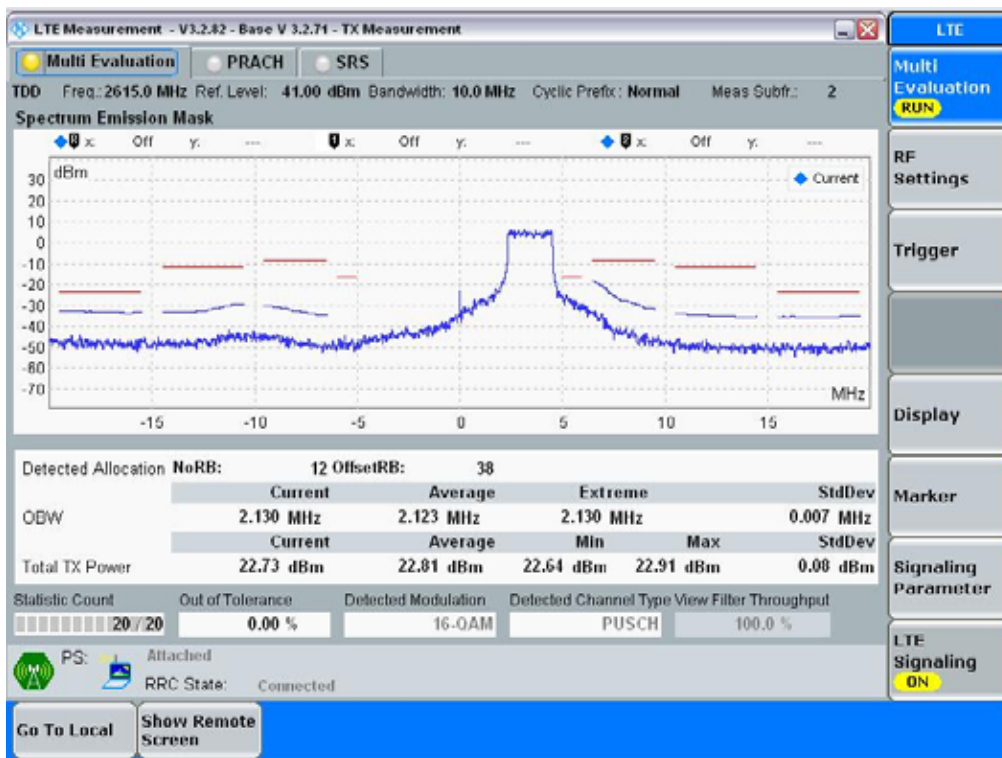 LTE Measurement - V3.2.82 - Base V 3.2.71 - TX Measurement
LTE
Multi Evaluation PRACH SRS
Multi Evaluation RUN
TDD Freq.: 2615.0 MHz Ref. Level: 41.00 dBm Bandwidth: 10.0 MHz Cyclic Prefix: Normal Meas Subfr.: 2
Spectrum Emission Mask
x: Off y: --- 1 x: Off y: --- 2 x: Off y: ---
dBm
Current
30
20
10
0
-10
-20
-30
-40
-50
-60
-70
MHz
-15 -10 -5 0 5 10 15
RF Settings
Trigger
Display
Marker
Signaling Parameter
LTE Signaling ON
Detected Allocation NoRB: 12 OffsetRB: 38
Current Average Extreme StdDev
OBW 2.130 MHz 2.123 MHz 2.130 MHz 0.007 MHz
Current Average Min Max StdDev
Total TX Power 22.73 dBm 22.81 dBm 22.64 dBm 22.91 dBm 0.08 dBm
Statistic Count Out of Tolerance Detected Modulation Detected Channel Type View Filter Throughput
20 / 20 0.00 % 16-QAM PUSCH 100.0 %
PS: Attached
RRC State: Connected
Go To Local Show Remote Screen